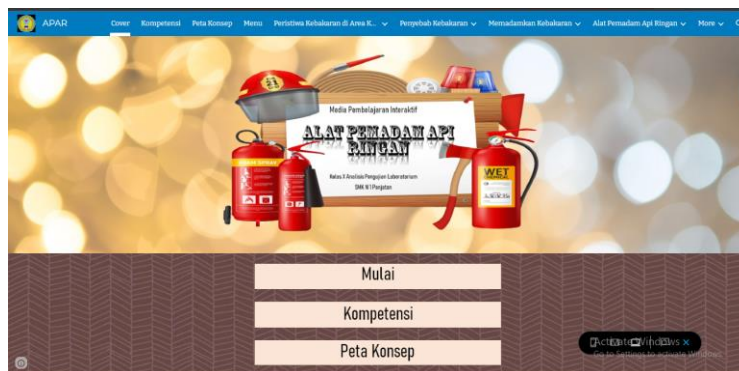 APAR
Cover Kompetensi Peta Konsep Menu Peristiwa Kebakaran di Area K... Penyebab Kebakaran Memadamkan Kebakaran Alat Pemadam Api Ringan More
Media Pembelajaran Interaktif
ALAT PEMADAM API
RINGAN
Kelas X Analisis Pengujian Laboratorium
SMK N 1 Panjatan
WET
Mulai
Kompetensi
Peta Konsep
Activate Windows
Go to Settings to activate Windows.